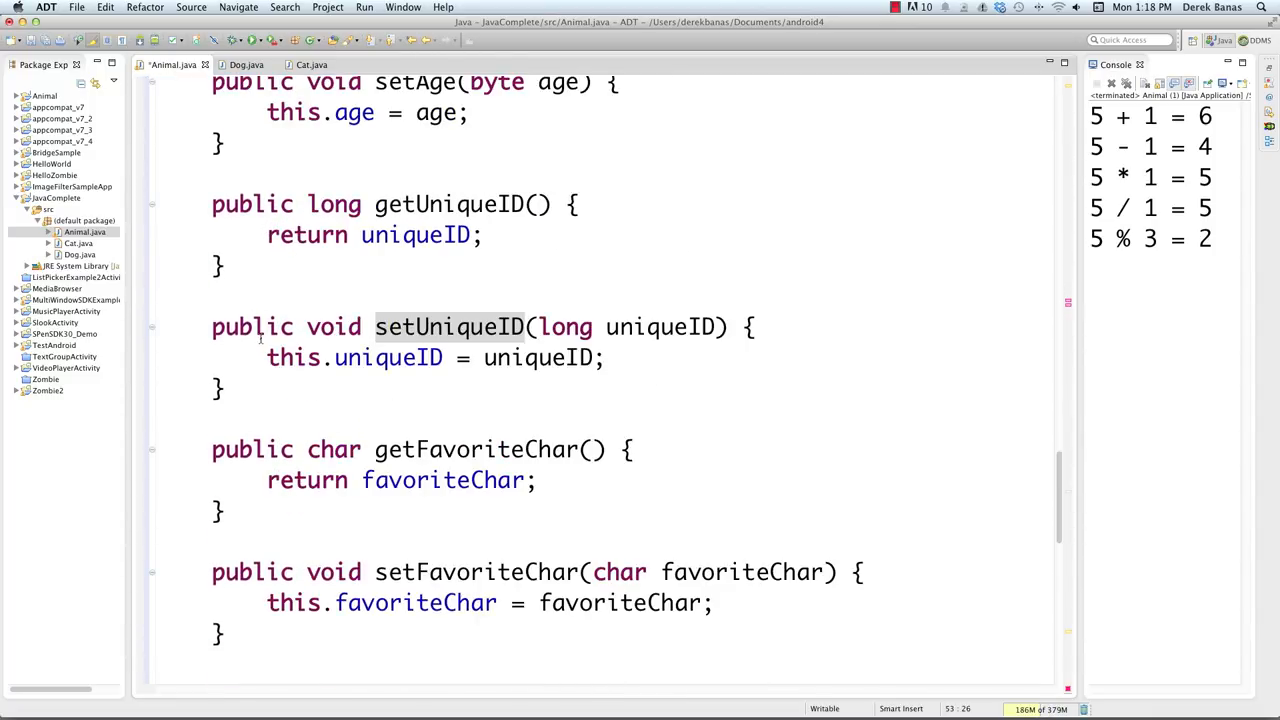 ADT File Edit Refactor Source Navigate Search Project Run Window Help
10 Mon 1:18 PM Derek Banas
Java – JavaComplete/src/Animal.java – ADT – /Users/derekbanas/Documents/android4
Quick Access
Java
DDMS
Package Exp
*Animal.java
Dog.java
Cat.java
Console
<terminated> Animal (1) [Java Application] /S
Animal
appcompat_v7
appcompat_v7_2
appcompat_v7_3
appcompat_v7_4
BridgeSample
HelloWorld
HelloZombie
ImageFilterSampleApp
JavaComplete
src
(default package)
Animal.java
Cat.java
Dog.java
JRE System Library [Ja
ListPickerExample2Activi
MediaBrowser
MultiWindowSDKExample
MusicPlayerActivity
SlookActivity
SPenSDK30_Demo
TestAndroid
TextGroupActivity
VideoPlayerActivity
Zombie
Zombie2
public void setAge(byte age) {
this.age = age;
}
public long getUniqueID() {
return uniqueID;
}
public void setUniqueID(long uniqueID) {
this.uniqueID = uniqueID;
}
public char getFavoriteChar() {
return favoriteChar;
}
public void setFavoriteChar(char favoriteChar) {
this.favoriteChar = favoriteChar;
}
5 + 1 = 6
5 - 1 = 4
5 * 1 = 5
5 / 1 = 5
5 % 3 = 2
Writable
Smart Insert
53 : 26
186M of 379M